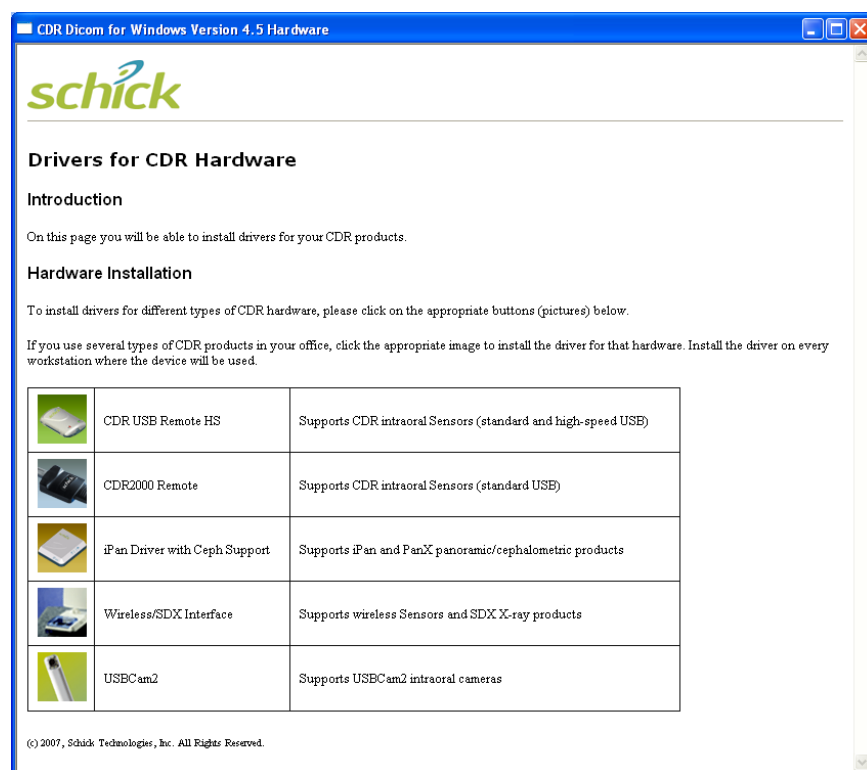 CDR Dicom for Windows Version 4.5 Hardware
schick
Drivers for CDR Hardware
Introduction
On this page you will be able to install drivers for your CDR products.
Hardware Installation
To install drivers for different types of CDR hardware, please click on the appropriate buttons (pictures) below.
If you use several types of CDR products in your office, click the appropriate image to install the driver for that hardware. Install the driver on every
workstation where the device will be used.
CDR USB Remote HS Supports CDR intraoral Sensors (standard and high-speed USB)
CDR2000 Remote Supports CDR intraoral Sensors (standard USB)
iPan Driver with Ceph Support Supports iPan and PanX panoramic/cephalometric products
Wireless/SDX Interface Supports wireless Sensors and SDX X-ray products
USBCam2 Supports USBCam2 intraoral cameras
(c) 2007, Schick Technologies, Inc. All Rights Reserved.